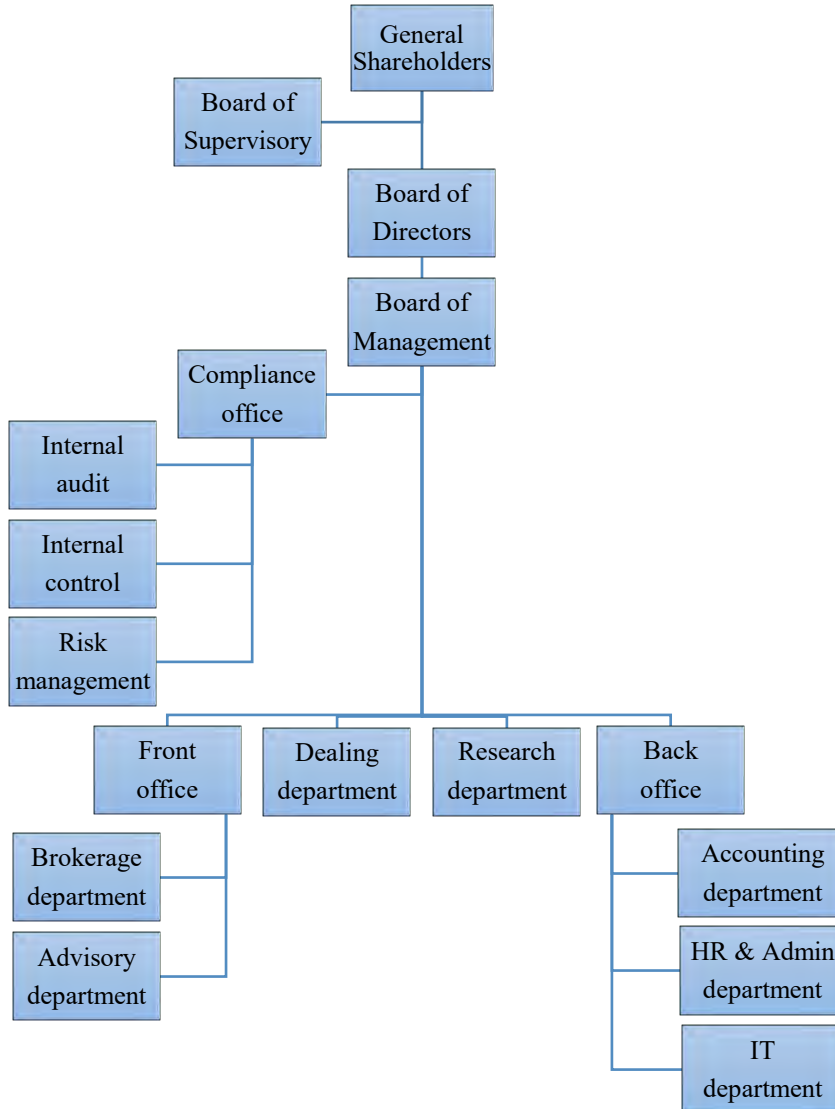 General
Shareholders
Board of
Supervisory
Board of
Directors
Board of
Management
Compliance
office
Internal
audit
Internal
control
Risk
management
Front
office
Dealing
department
Research
department
Back
office
Brokerage
department
Advisory
department
Accounting
department
HR & Admin
department
IT
department